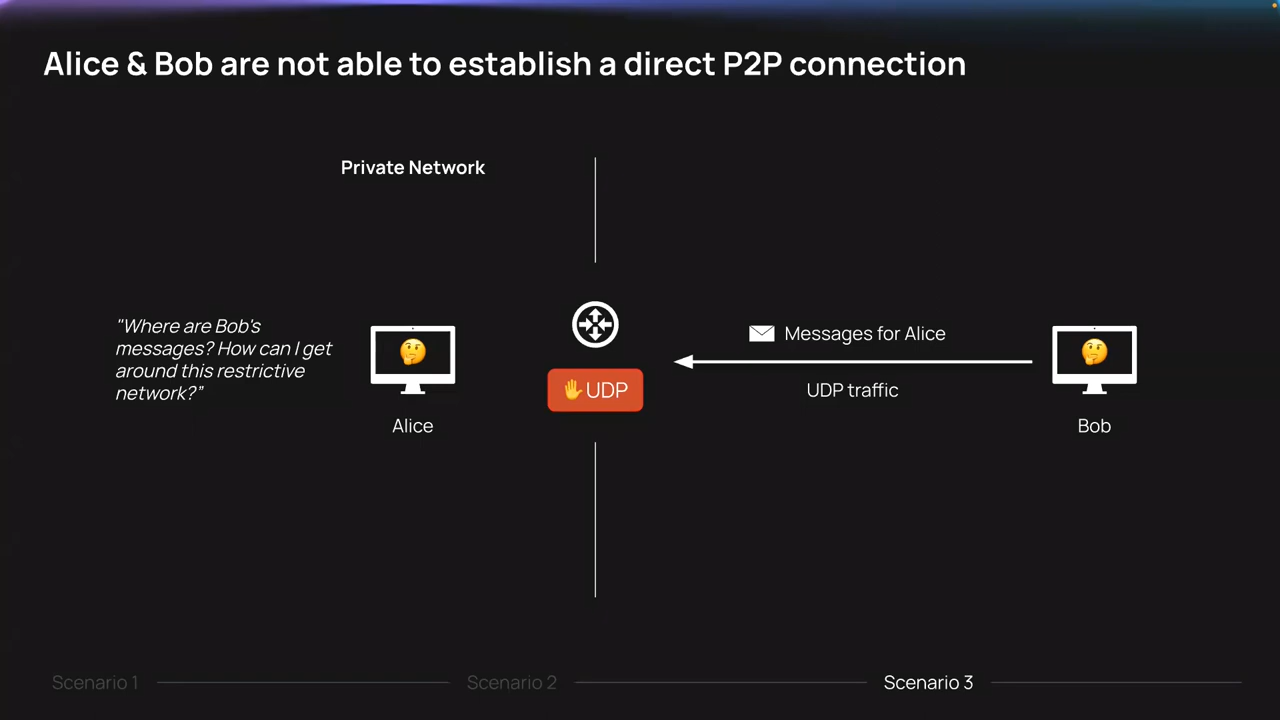 Alice & Bob are not able to establish a direct P2P connection
Private Network
"Where are Bob's
messages? How can I get
around this restrictive
network?”
Alice
UDP
Messages for Alice
UDP traffic
Bob
Scenario 1
Scenario 2
Scenario 3